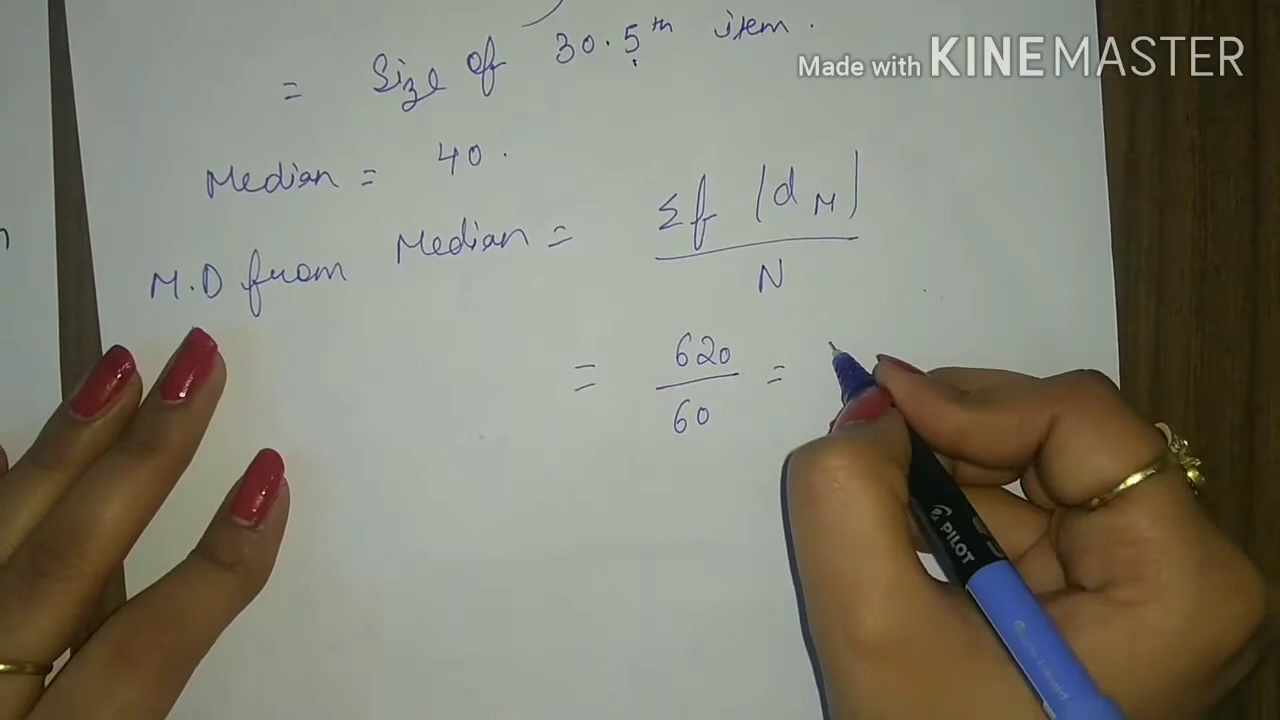 = Size of 30.5th item.
Made with KINEMASTER
Median = 40.
M.D from Median = Σf |dM| / N
= 620 / 60 =
PILOT